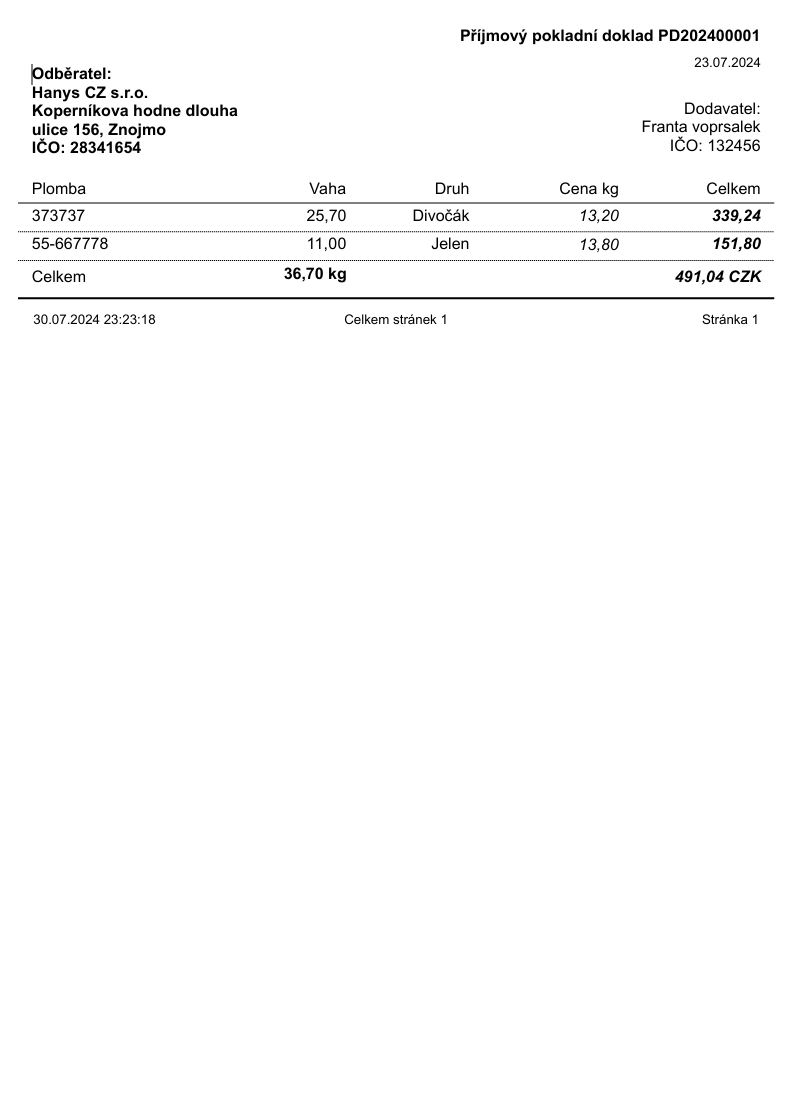 Příjmový pokladní doklad PD202400001
23.07.2024
Odběratel:
Hanys CZ s.r.o.
Koperníkova hodne dlouha
ulice 156, Znojmo
IČO: 28341654
Dodavatel:
Franta voprsalek
IČO: 132456
Plomba Vaha Druh Cena kg Celkem
373737 25,70 Divočák 13,20 339,24
55-667778 11,00 Jelen 13,80 151,80
Celkem 36,70 kg 491,04 CZK
30.07.2024 23:23:18 Celkem stránek 1 Stránka 1